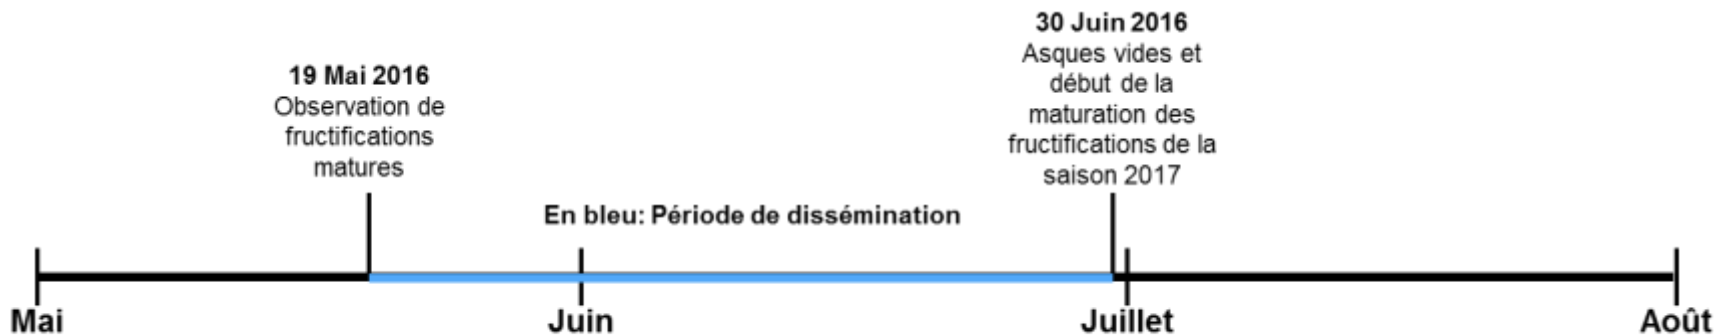 19 Mai 2016
Observation de
fructifications
matures
30 Juin 2016
Asques vides et
début de la
maturation des
fructifications de la
saison 2017
En bleu: Période de dissémination
Mai
Juin
Juillet
Août